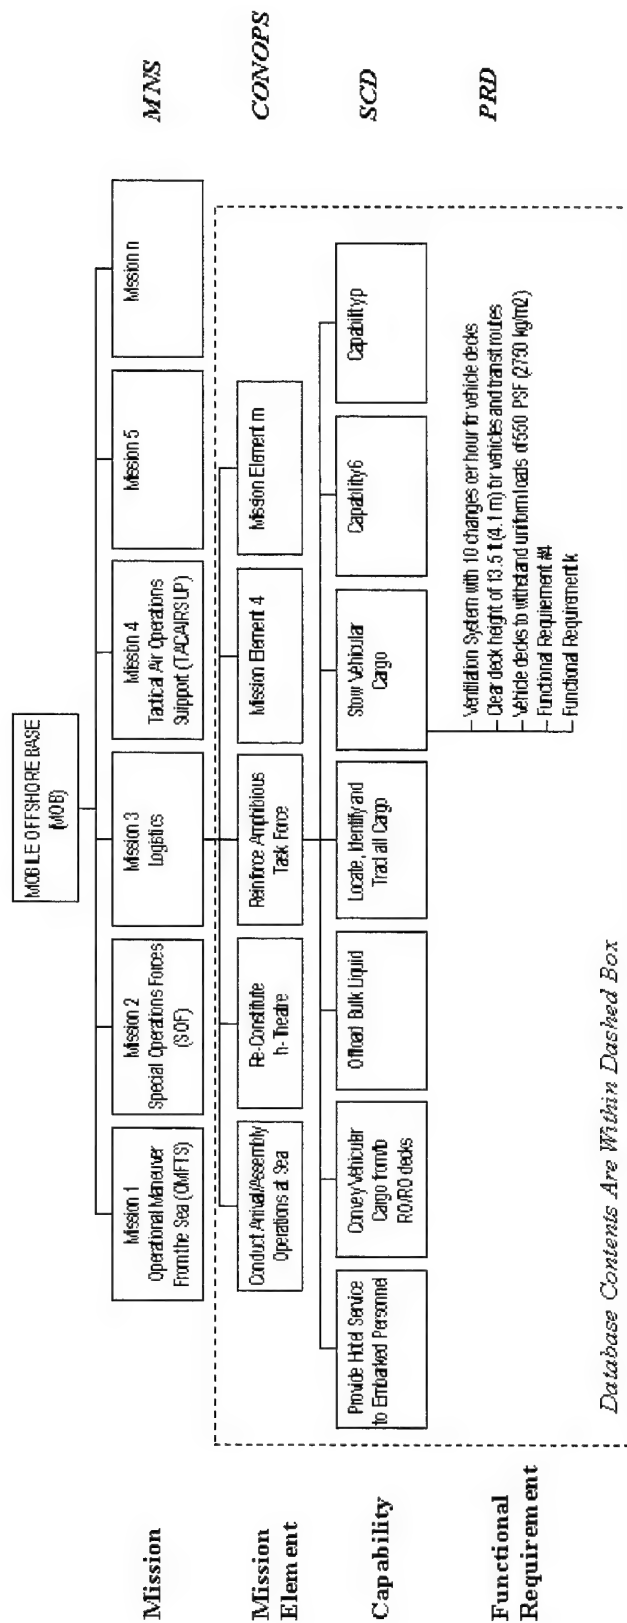 MOBILE OFFSHORE BASE
(MOB)
Mission
Mission 1
Operational Maneuver
From the Sea (OMFTS)
Mission 2
Special Operations Forces
(SOF)
Mission 3
Logistics
Mission 4
Tactical Air Operations
Support (TACAIRSUP)
Mission 5
Mission n
MNS
Mission
Element
Conduct Arrival/Assembly
Operations at Sea
Re-Constitute
h-Theatre
Reinforce Amphibious
Task Force
Mission Element 4
Mission Element m
CONOPS
Capability
Provide Hotel Service
to Embarked Personnel
Convey Vehicular
Cargo from/to
RO/RO decks
Offload Bulk Liquid
Locate, Identify and
Track all Cargo
Stow Vehicular
Cargo
Capability 6
Capability p
SCD
Functional
Requirement
Ventilation System with 10 changes per hour for vehicle decks
Clear deck height of 13.5 ft (4.1 m) for vehicles and transit routes
Vehicle decks to withstand uniform loads of 560 PSF (2750 kg/m2)
Functional Requirement #4
Functional Requirement k
PRD
Database Contents Are Within Dashed Box